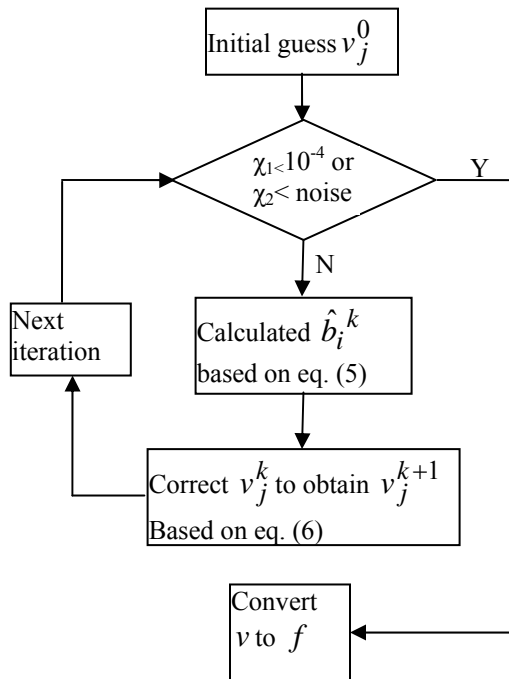 Initial guess v_j^0
χ₁<10⁻⁴ or
χ₂< noise
Y
N
Next
iteration
Calculated b̂_i^k
based on eq. (5)
Correct v_j^k to obtain v_j^{k+1}
Based on eq. (6)
Convert
v to f